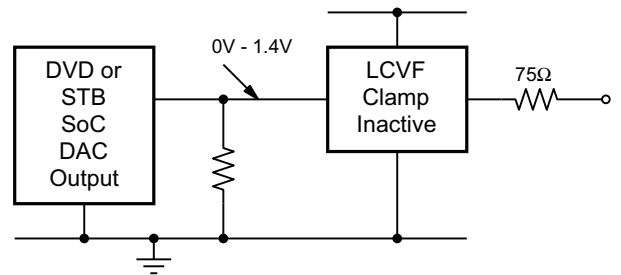 DVD or
STB
SoC
DAC
Output
0V - 1.4V
LCVF
Clamp
Inactive
75Ω